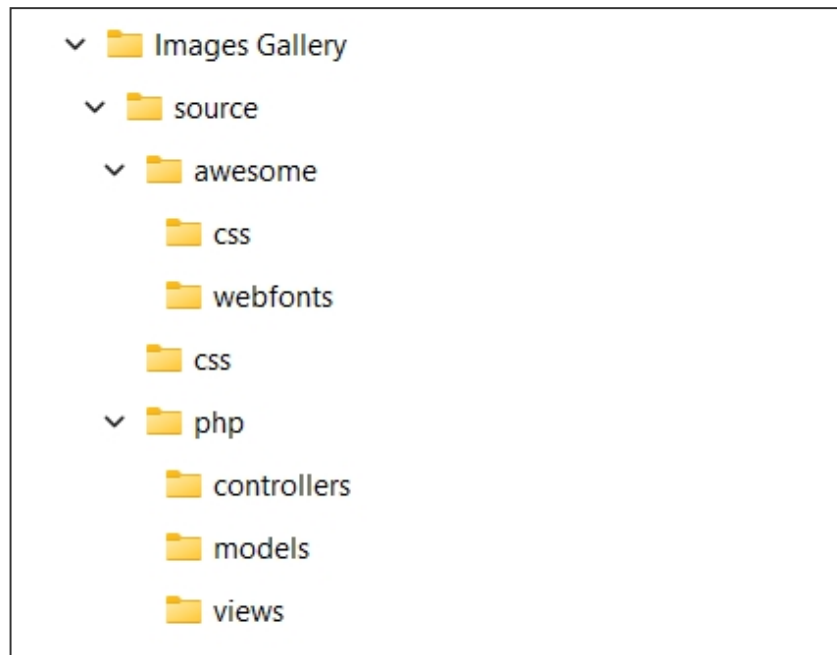 Images Gallery
source
awesome
css
webfonts
css
php
controllers
models
views